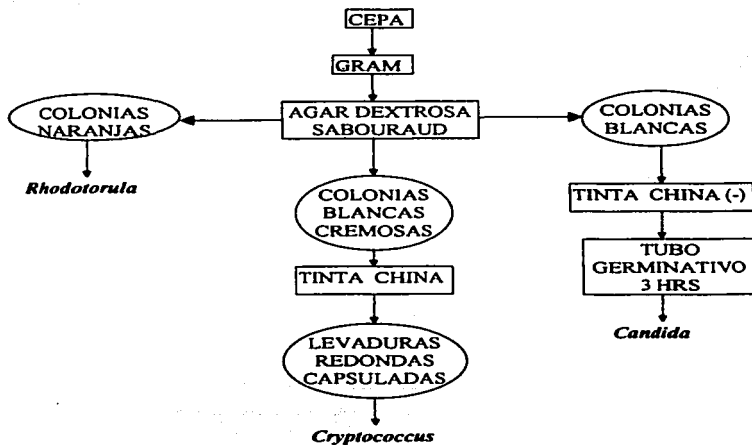 CEPA
GRAM
AGAR DEXTROSA
SABOURAUD
COLONIAS
NARANJAS
Rhodotorula
COLONIAS
BLANCAS
CREMOSAS
TINTA CHINA
LEVADURAS
REDONDAS
CAPSULADAS
Cryptococcus
COLONIAS
BLANCAS
TINTA CHINA (-)
TUBO
GERMINATIVO
3 HRS
Candida